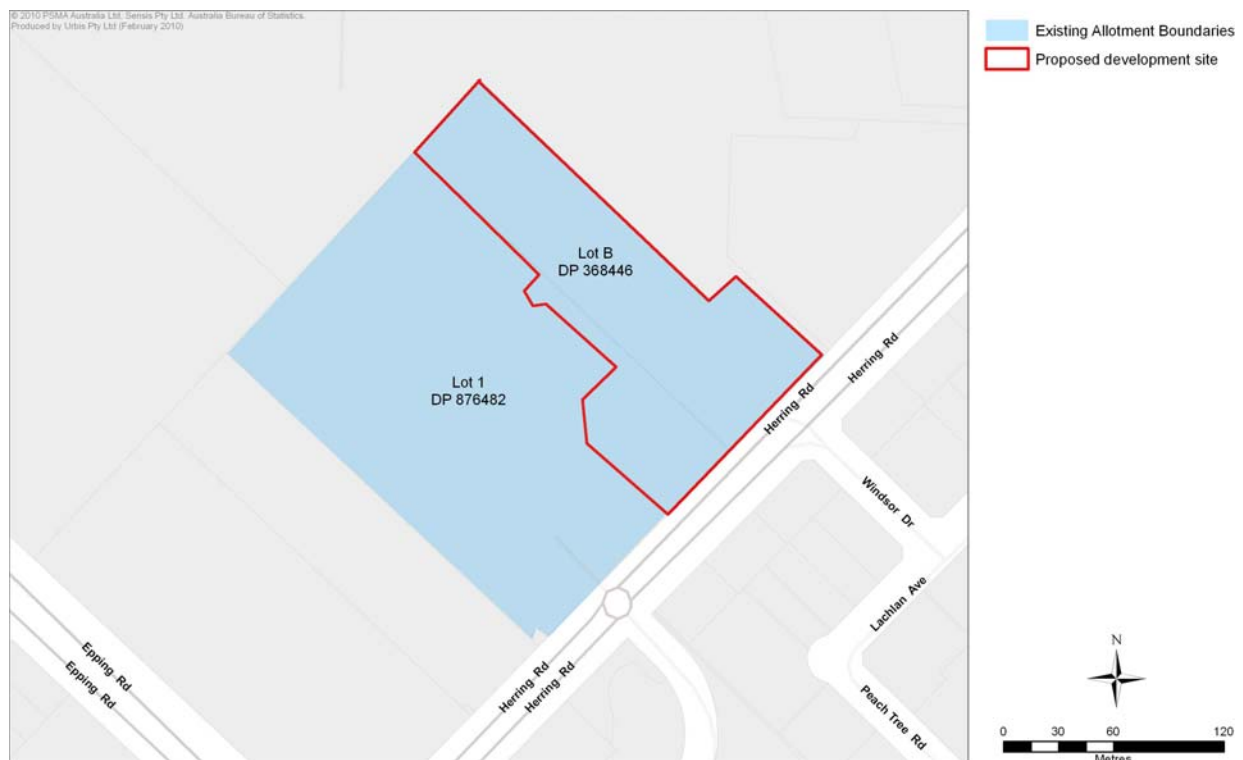 © 2010 PSMA Australia Ltd, Sensis Pty Ltd. Australia Bureau of Statistics.
Produced by Urbis Pty Ltd (February 2010)
Existing Allotment Boundaries
Proposed development site
Lot B
DP 368446
Lot 1
DP 876482
Herring Rd
Herring Rd
Windsor Dr
Lachlan Ave
Peach Tree Rd
Herring Rd
Herring Rd
Epping Rd
Epping Rd
N
0 30 60 120
Metres